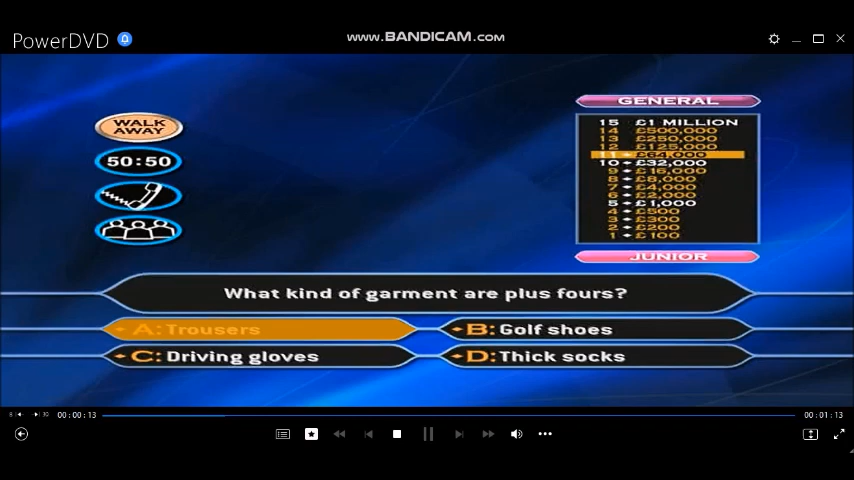 PowerDVD
www.BANDICAM.com
WALK
AWAY
50:50
GENERAL
15 £1 MILLION
14 £500,000
13 £250,000
12 £125,000
11 £64,000
10 £32,000
9 £16,000
8 £8,000
7 £4,000
6 £2,000
5 £1,000
4 £500
3 £300
2 £200
1 £100
JUNIOR
What kind of garment are plus fours?
A: Trousers
B: Golf shoes
C: Driving gloves
D: Thick socks
00:00:13
00:01:13